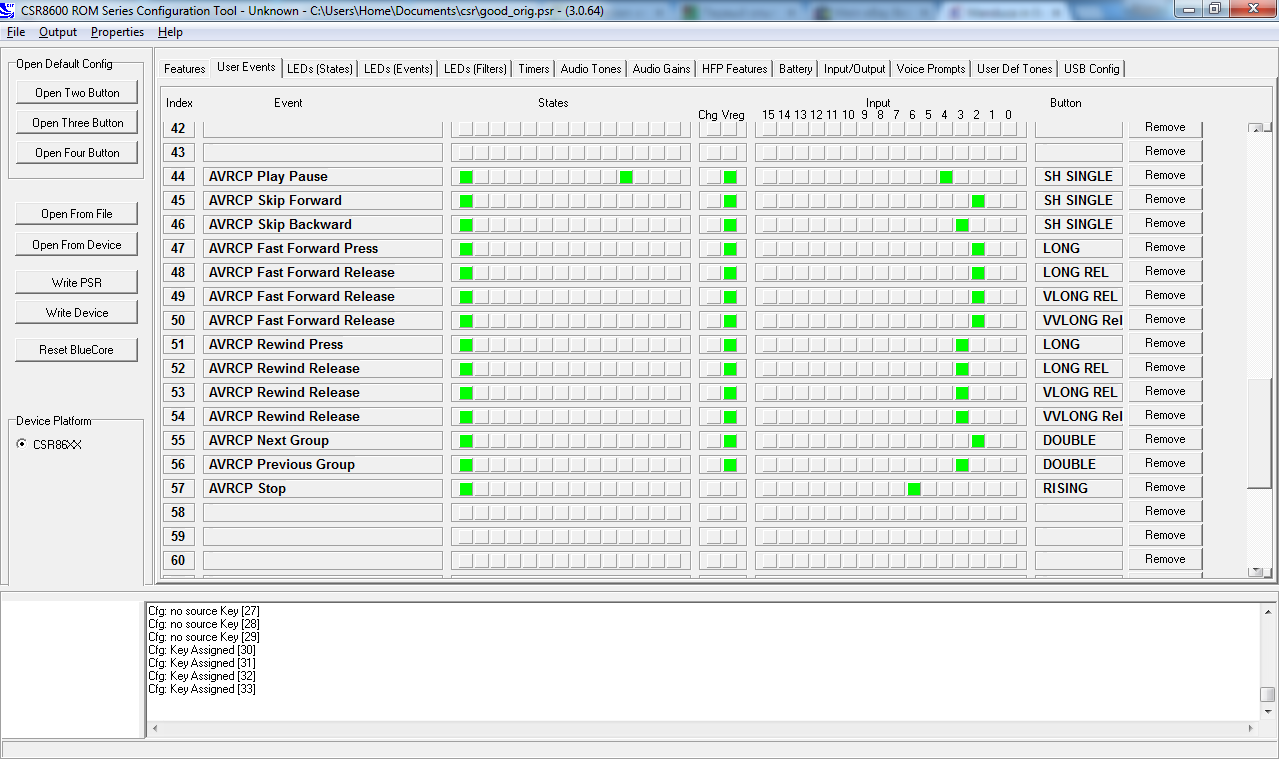 CSR8600 ROM Series Configuration Tool - Unknown - C:\Users\Home\Documents\csr\good_orig.psr - (3.0.64)
File Output Properties Help
Open Default Config
Open Two Button
Open Three Button
Open Four Button
Open From File
Open From Device
Write PSR
Write Device
Reset BlueCore
Device Platform
CSR86XX
Features User Events LEDs (States) LEDs (Events) LEDs (Filters) Timers Audio Tones Audio Gains HFP Features Battery Input/Output Voice Prompts User Def Tones USB Config
Index Event States Input Button
Chg Vreg 15 14 13 12 11 10 9 8 7 6 5 4 3 2 1 0
42 Remove
43 Remove
44 AVRCP Play Pause SH SINGLE Remove
45 AVRCP Skip Forward SH SINGLE Remove
46 AVRCP Skip Backward SH SINGLE Remove
47 AVRCP Fast Forward Press LONG Remove
48 AVRCP Fast Forward Release LONG REL Remove
49 AVRCP Fast Forward Release VLONG REL Remove
50 AVRCP Fast Forward Release VVLONG Rel Remove
51 AVRCP Rewind Press LONG Remove
52 AVRCP Rewind Release LONG REL Remove
53 AVRCP Rewind Release VLONG REL Remove
54 AVRCP Rewind Release VVLONG Rel Remove
55 AVRCP Next Group DOUBLE Remove
56 AVRCP Previous Group DOUBLE Remove
57 AVRCP Stop RISING Remove
58 Remove
59 Remove
60 Remove
Cfg: no source Key [27]
Cfg: no source Key [28]
Cfg: no source Key [29]
Cfg: Key Assigned [30]
Cfg: Key Assigned [31]
Cfg: Key Assigned [32]
Cfg: Key Assigned [33]